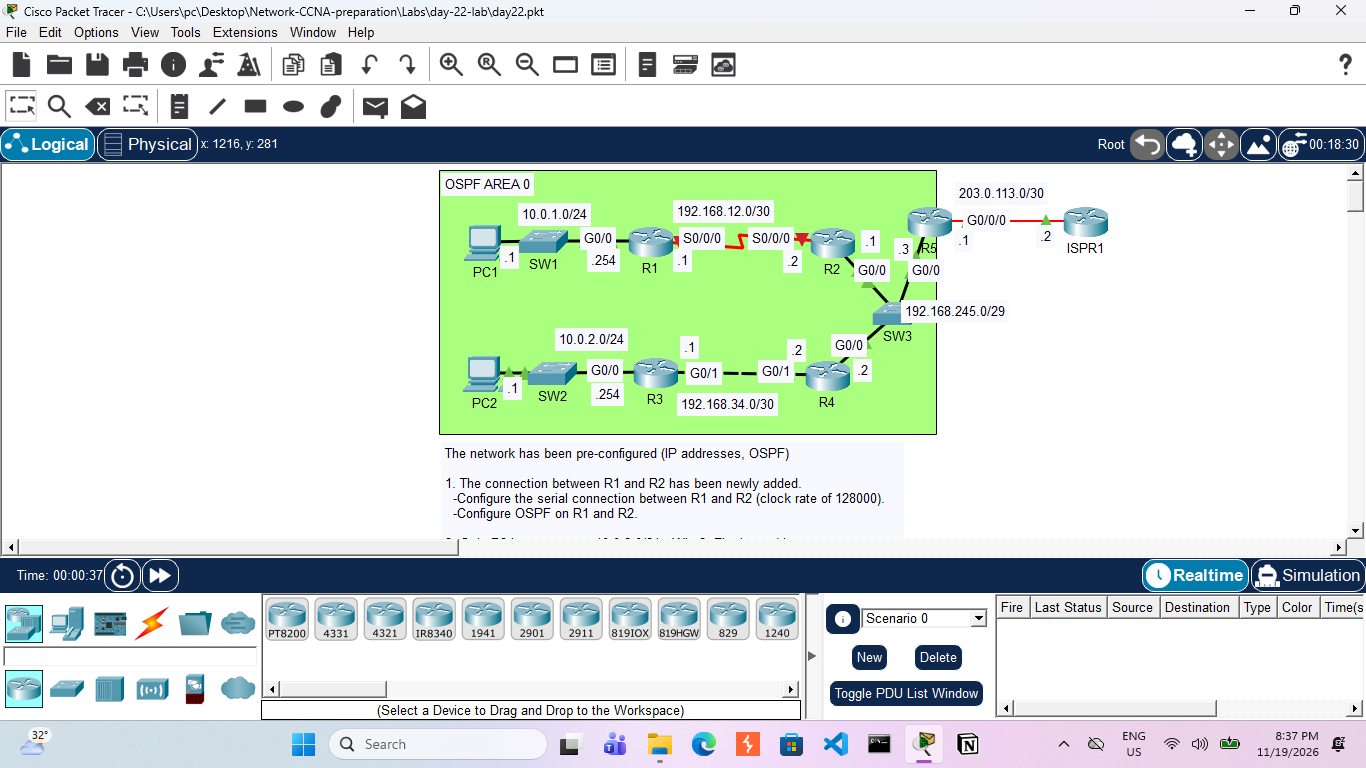 Cisco Packet Tracer - C:\Users\pc\Desktop\Network-CCNA-preparation\Labs\day-22-lab\day22.pkt
File Edit Options View Tools Extensions Window Help
Logical Physical x: 1216, y: 281 Root 00:18:30
OSPF AREA 0
203.0.113.0/30
10.0.1.0/24 192.168.12.0/30
G0/0/0
G0/0 S0/0/0 S0/0/0 .1 .1 .2
.1 .254 .1 .2 .3 R5 ISPR1
PC1 SW1 R1 R2 G0/0 G0/0
192.168.245.0/29
10.0.2.0/24 SW3
.1 .2 G0/0
G0/0 G0/1 G0/1 .2
.1 .254
PC2 SW2 R3 192.168.34.0/30 R4
The network has been pre-configured (IP addresses, OSPF)
1. The connection between R1 and R2 has been newly added.
-Configure the serial connection between R1 and R2 (clock rate of 128000).
-Configure OSPF on R1 and R2.
Time: 00:00:37 Realtime Simulation
PT8200 4331 4321 IR8340 1941 2901 2911 819IOX 819HGW 829 1240
(Select a Device to Drag and Drop to the Workspace)
Scenario 0
New Delete
Toggle PDU List Window
Fire Last Status Source Destination Type Color Time(s
32°
Search
ENG
US
8:37 PM
11/19/2026